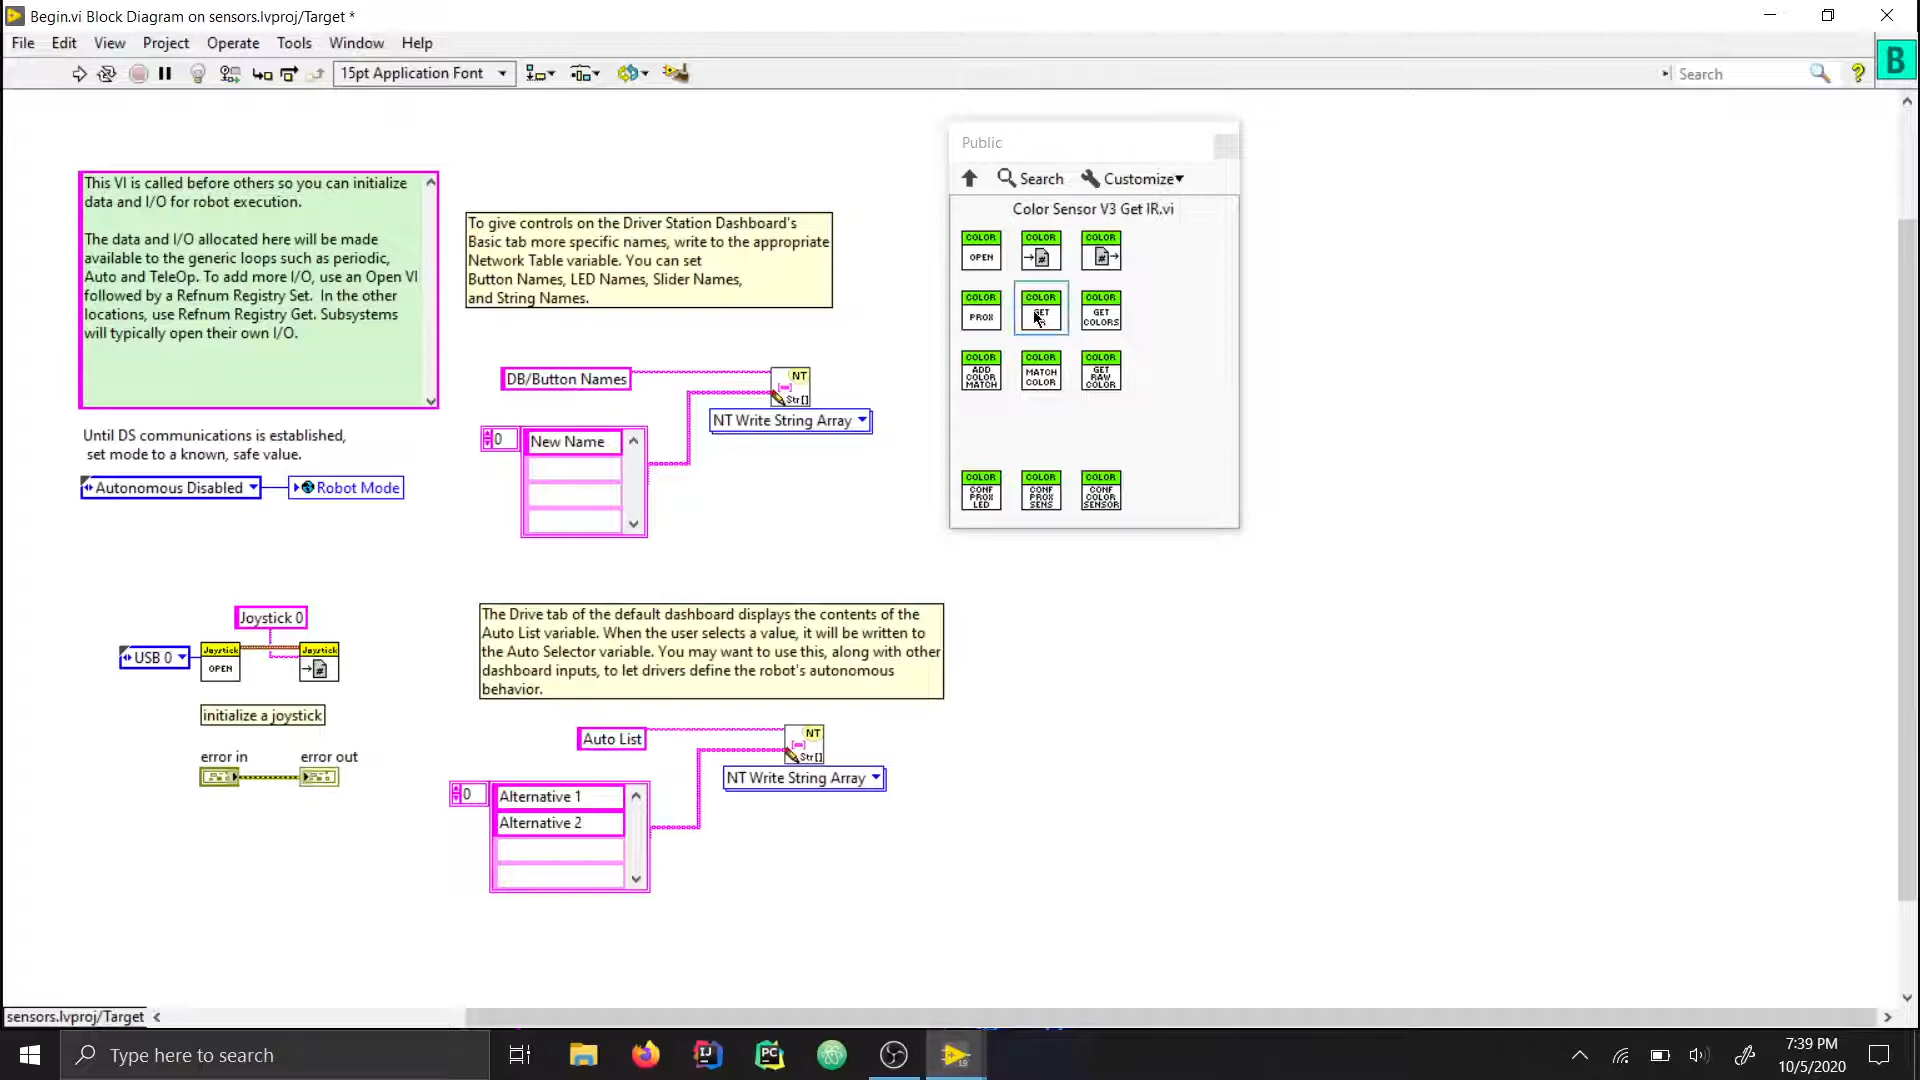 Begin.vi Block Diagram on sensors.lvproj/Target *
File Edit View Project Operate Tools Window Help
15pt Application Font
Search
B
This VI is called before others so you can initialize
data and I/O for robot execution.
The data and I/O allocated here will be made
available to the generic loops such as periodic,
Auto and TeleOp. To add more I/O, use an Open VI
followed by a Refnum Registry Set.  In the other
locations, use Refnum Registry Get. Subsystems
will typically open their own I/O.
Until DS communications is established,
set mode to a known, safe value.
Autonomous Disabled
Robot Mode
To give controls on the Driver Station Dashboard's
Basic tab more specific names, write to the appropriate
Network Table variable. You can set
Button Names, LED Names, Slider Names,
and String Names.
DB/Button Names
NT
Str[]
NT Write String Array
0
New Name
Public
Search Customize
Color Sensor V3 Get IR.vi
COLOR COLOR COLOR
OPEN
COLOR COLOR COLOR
PROX GET GET
COLORS
COLOR COLOR COLOR
ADD
COLOR
MATCH
MATCH
COLOR
GET
RAW
COLOR
COLOR COLOR COLOR
CONF
PROX
LED
CONF
PROX
SENS
CONF
COLOR
SENSOR
Joystick 0
USB 0
Joystick
OPEN
Joystick
initialize a joystick
error in error out
The Drive tab of the default dashboard displays the contents of the
Auto List variable. When the user selects a value, it will be written to
the Auto Selector variable. You may want to use this, along with other
dashboard inputs, to let drivers define the robot's autonomous
behavior.
Auto List
NT
Str[]
NT Write String Array
0
Alternative 1
Alternative 2
sensors.lvproj/Target
Type here to search
7:39 PM
10/5/2020